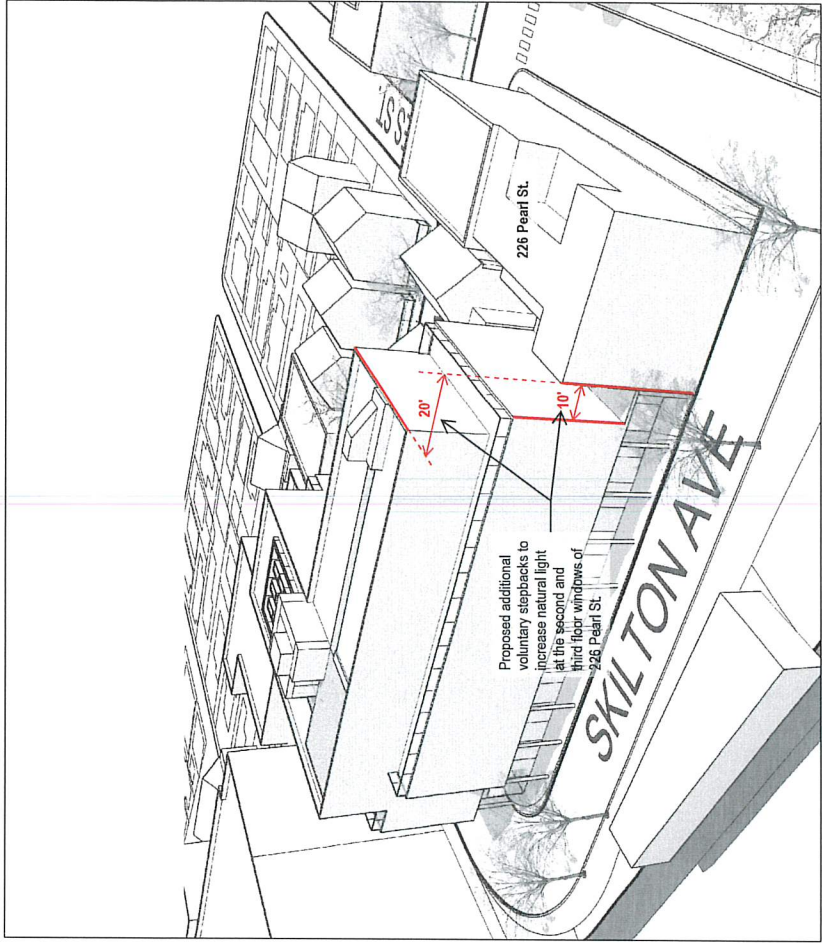 226 Pearl St.
20'
10'
Proposed additional
voluntary stepbacks to
increase natural light
at the second and
third floor windows of
226 Pearl St.
SKILTON AVE